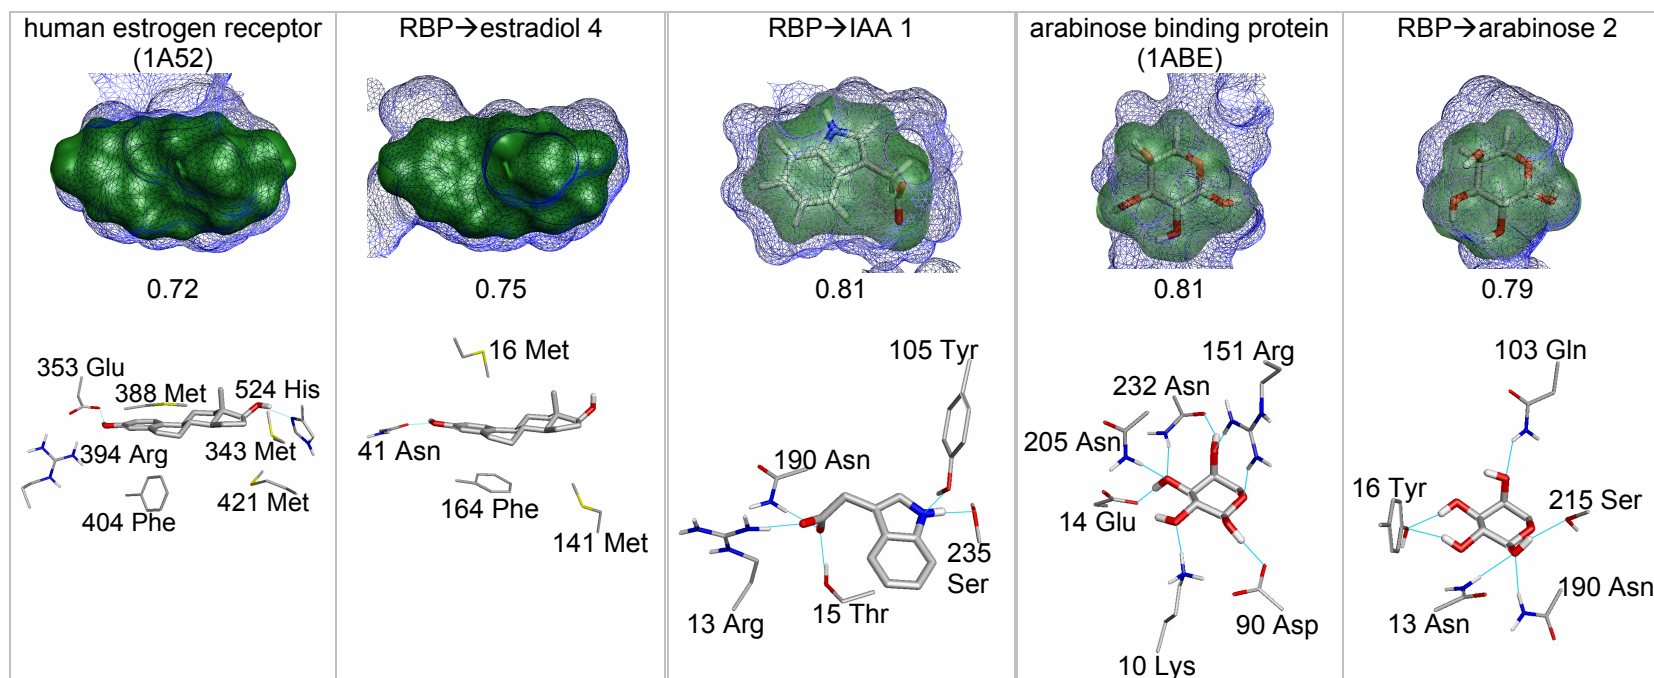 human estrogen receptor
(1A52)
0.72
353 Glu
388 Met
524 His
394 Arg
343 Met
404 Phe
421 Met
RBP→estradiol 4
0.75
16 Met
41 Asn
164 Phe
141 Met
RBP→IAA 1
0.81
105 Tyr
190 Asn
13 Arg
15 Thr
235
Ser
arabinose binding protein
(1ABE)
0.81
151 Arg
232 Asn
205 Asn
14 Glu
90 Asp
10 Lys
RBP→arabinose 2
0.79
103 Gln
16 Tyr
215 Ser
190 Asn
13 Asn